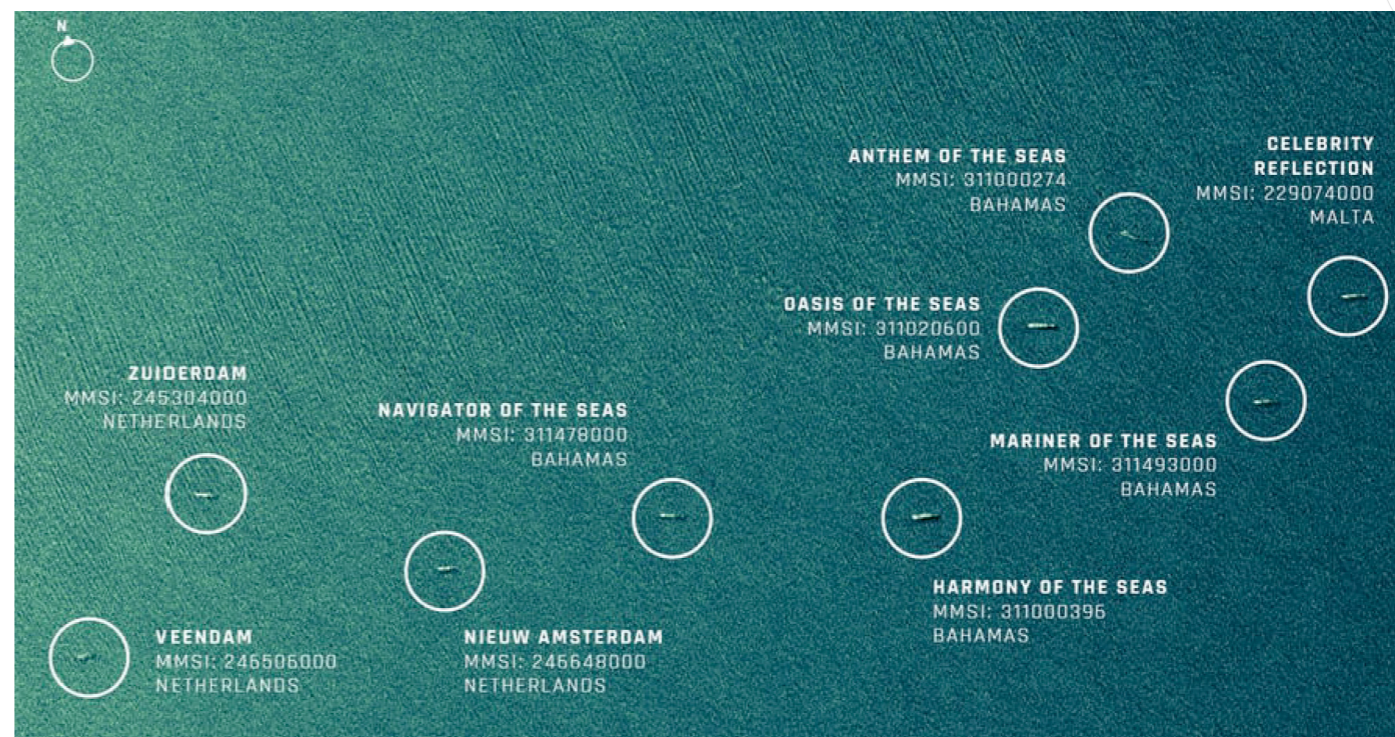 N
ANTHEM OF THE SEAS
MMSI: 311000274
BAHAMAS
CELEBRITY
REFLECTION
MMSI: 229074000
MALTA
OASIS OF THE SEAS
MMSI: 311020600
BAHAMAS
ZUIDERDAM
MMSI: 245304000
NETHERLANDS
NAVIGATOR OF THE SEAS
MMSI: 311478000
BAHAMAS
MARINER OF THE SEAS
MMSI: 311493000
BAHAMAS
HARMONY OF THE SEAS
MMSI: 311000396
BAHAMAS
VEENDAM
MMSI: 246506000
NETHERLANDS
NIEUW AMSTERDAM
MMSI: 246648000
NETHERLANDS